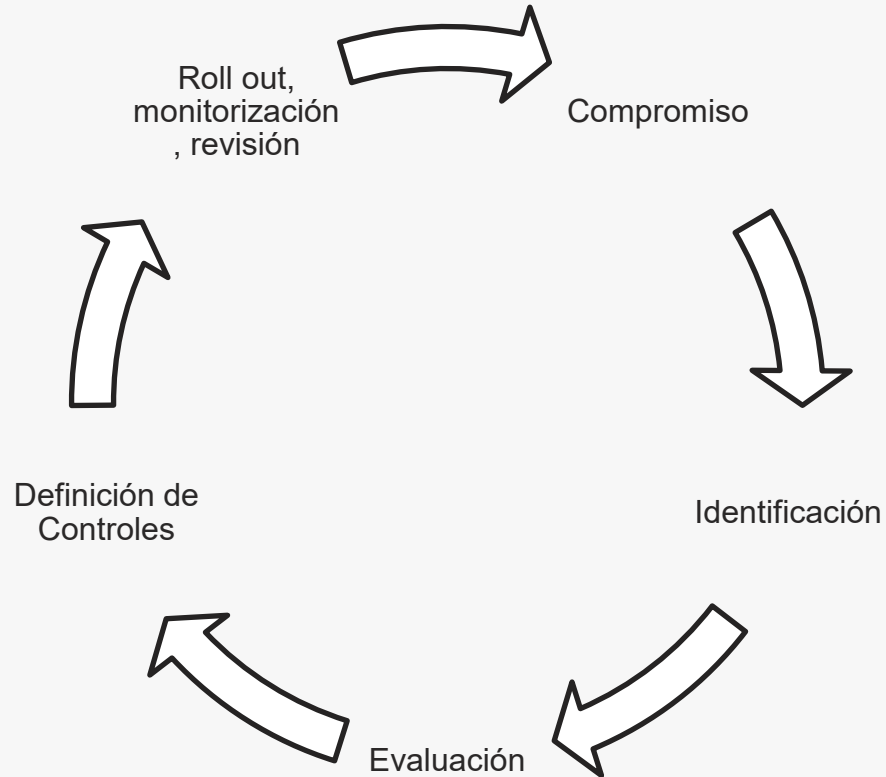 Roll out,
monitorización
, revisión
Compromiso
Identificación
Evaluación
Definición de
Controles